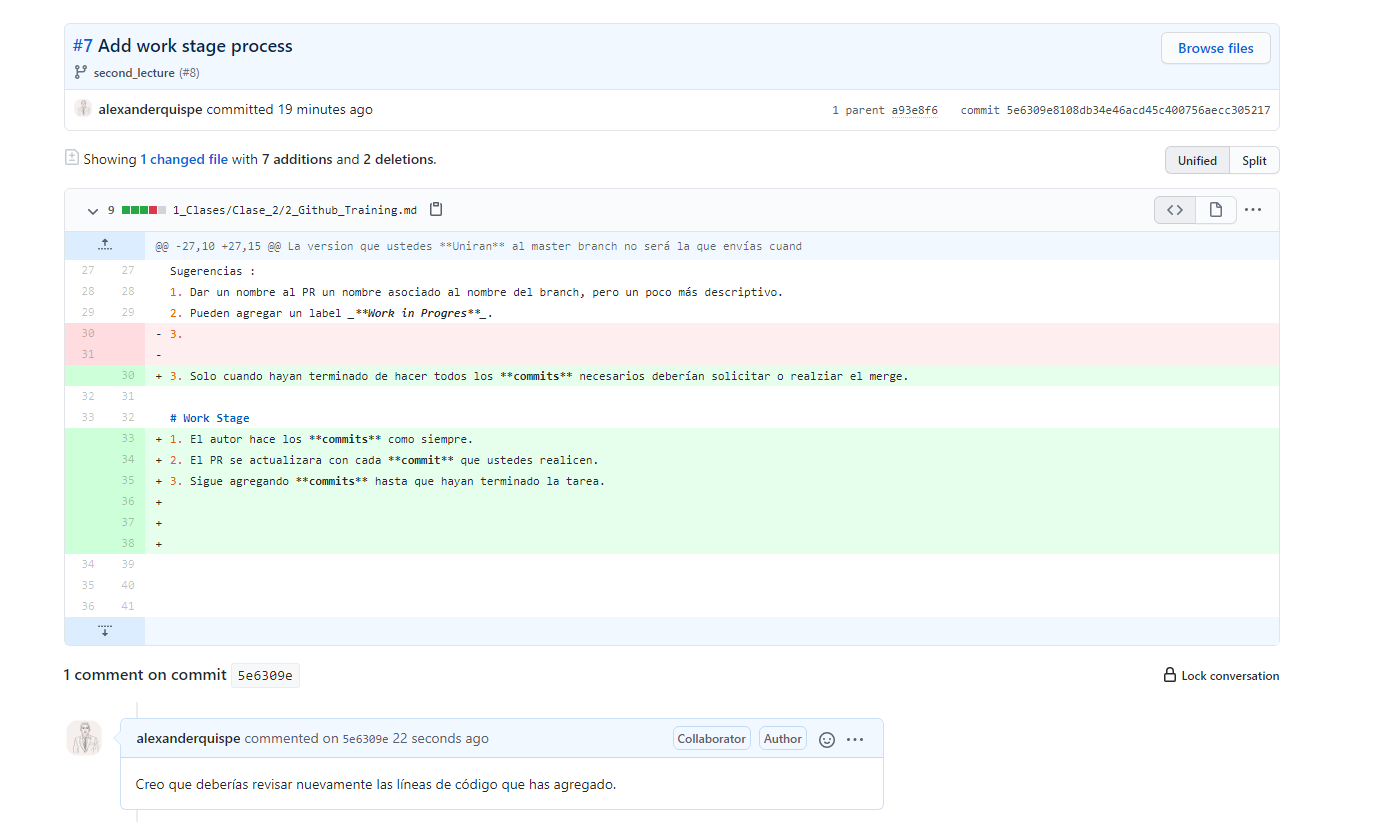 #7 Add work stage process
Browse files
second_lecture (#8)
alexanderquispe committed 19 minutes ago
1 parent a93e8f6 commit 5e6309e8108db34e46acd45c400756aecc305217
Showing 1 changed file with 7 additions and 2 deletions.
Unified Split
9 1_Clases/Clase_2/2_Github_Training.md
@@ -27,10 +27,15 @@ La version que ustedes **Uniran** al master branch no será la que envías cuand
27 27 Sugerencias :
28 28 1. Dar un nombre al PR un nombre asociado al nombre del branch, pero un poco más descriptivo.
29 29 2. Pueden agregar un label _**Work in Progres**_.
30 - 3.
31 -
30 + 3. Solo cuando hayan terminado de hacer todos los **commits** necesarios deberían solicitar o realziar el merge.
32 31
33 32 # Work Stage
33 + 1. El autor hace los **commits** como siempre.
34 + 2. El PR se actualizara con cada **commit** que ustedes realicen.
35 + 3. Sigue agregando **commits** hasta que hayan terminado la tarea.
36 +
37 +
38 +
34 39
35 40
36 41
1 comment on commit 5e6309e
Lock conversation
alexanderquispe commented on 5e6309e 22 seconds ago
Collaborator Author
Creo que deberías revisar nuevamente las líneas de código que has agregado.